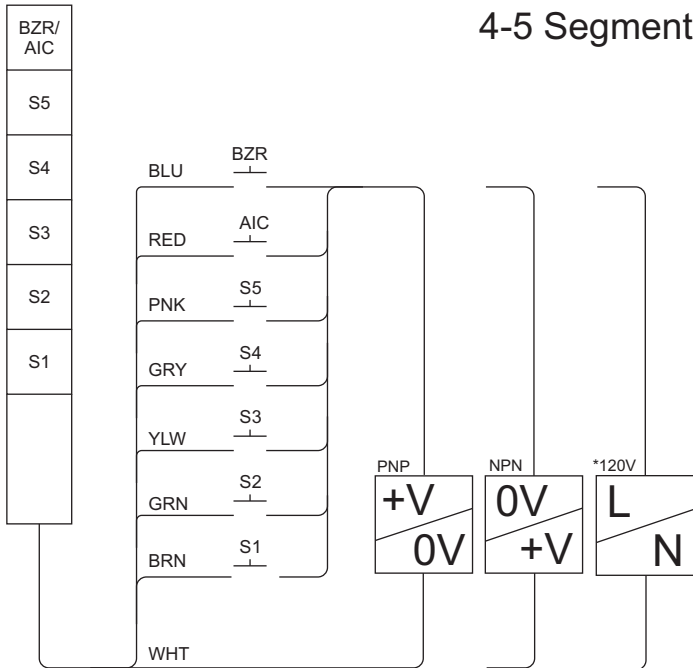 4-5 Segment
BZR/
AIC
S5
S4
S3
S2
S1
BLU
BZR
RED
AIC
PNK
S5
GRY
S4
YLW
S3
GRN
S2
BRN
S1
WHT
PNP
+V
0V
NPN
0V
+V
*120V
L
N